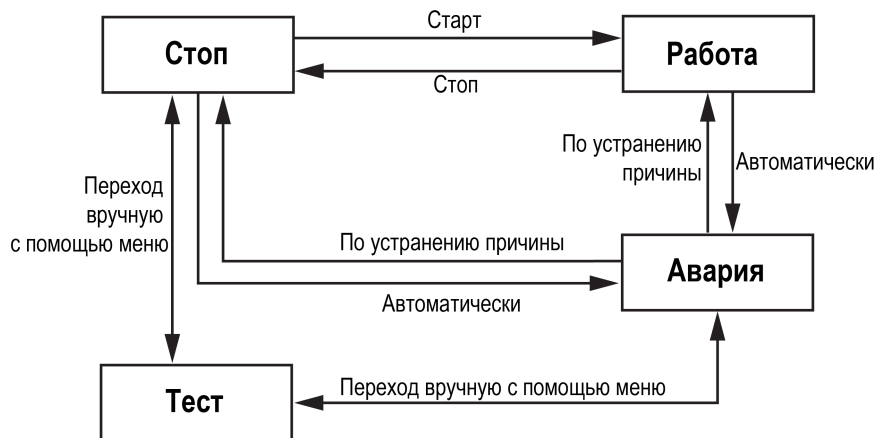 Старт
Стоп
Работа
Стоп
По устранению
причины
Автоматически
Переход
вручную
с помощью меню
По устранению причины
Авария
Автоматически
Переход вручную с помощью меню
Тест